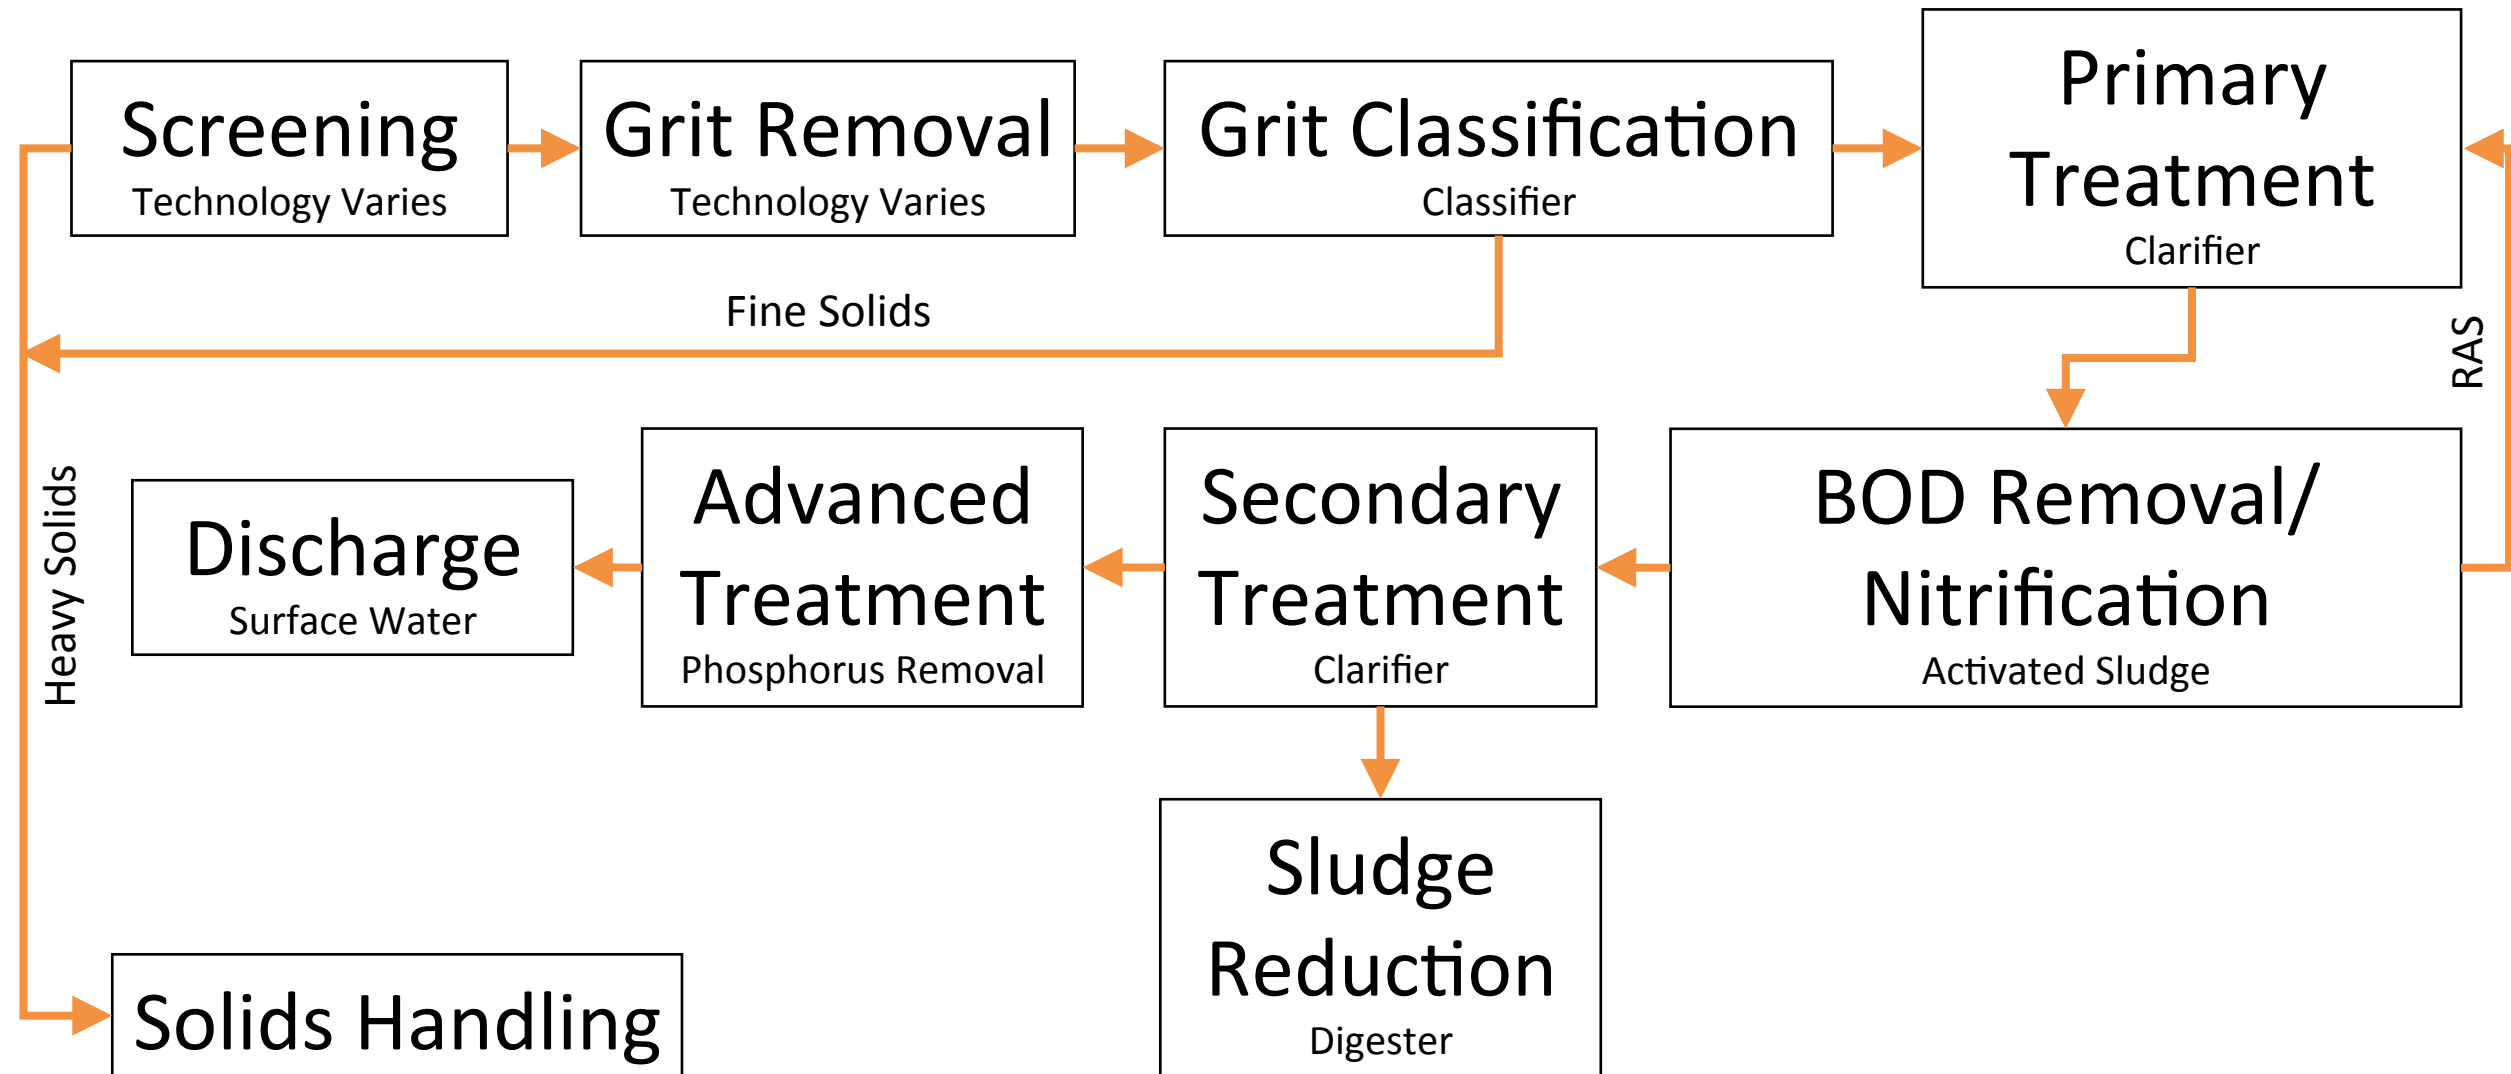 Screening
Technology Varies
Grit Removal
Technology Varies
Grit Classification
Classifier
Primary
Treatment
Clarifier
Fine Solids
RAS
Heavy Solids
Discharge
Surface Water
Advanced
Treatment
Phosphorus Removal
Secondary
Treatment
Clarifier
BOD Removal/
Nitrification
Activated Sludge
Sludge
Reduction
Digester
Solids Handling